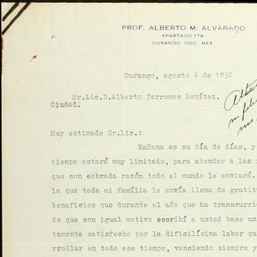 PROF. ALBERTO M. ALVARADO
APARTADO 178
DURANGO, DGO. MEX.
Durango, agosto 6 de 1930
Sr.Lic.D.Alberto Terrones Benítez.
Ciudad.
Muy estimado Sr.Lic.:
Mañana es su día de días, y
tiempo estará muy limitado, para atender a las
que con sobrada razón todo el mundo le enviará.
la que toda mi familia le envía llena de gratit
beneficios que durante el año que ha transcurri
de que con igual motivo escribí a usted hace un
tamente satisfecho por la dificilísima labor qu
rrollar en todo ese tiempo, venciendo siempre y